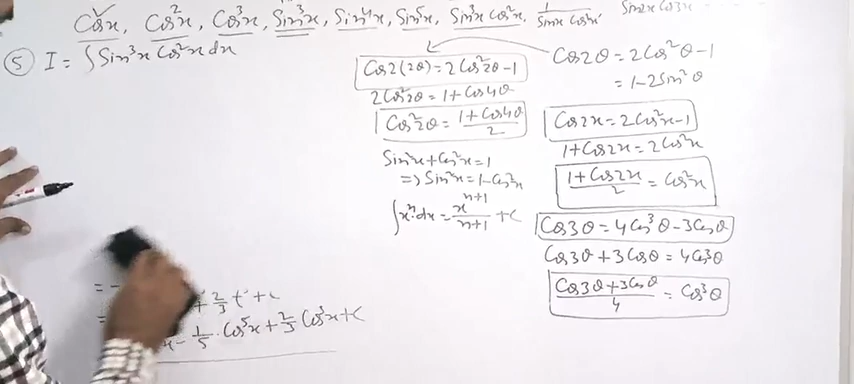 Cosx, Cos²x, Cos³x, Sin³x, Sin⁴x, Sin⁵x, Sin³x Cos²x, 1/(Sinx Cosx), Sin2x Cos3x
⑤ I = ∫ Sin³x Cos²x dx
Cos2(2θ) = 2Cos²2θ - 1
2Cos²2θ = 1 + Cos4θ
Cos²2θ = (1 + Cos4θ)/2
Sin²x + Cos²x = 1
=> Sin²x = 1 - Cos²x
∫xⁿ.dx = xⁿ⁺¹/(n+1) + C
Cos2θ = 2Cos²θ - 1
= 1 - 2Sin²θ
Cos2x = 2Cos²x - 1
1 + Cos2x = 2Cos²x
(1 + Cos2x)/2 = Cos²x
Cos3θ = 4Cos³θ - 3Cosθ
Cos3θ + 3Cosθ = 4Cos³θ
(Cos3θ + 3Cosθ)/4 = Cos³θ
= - + 2/3 t³ + C
= x - 1/5 . Cos⁵x + 2/3 Cos³x + C